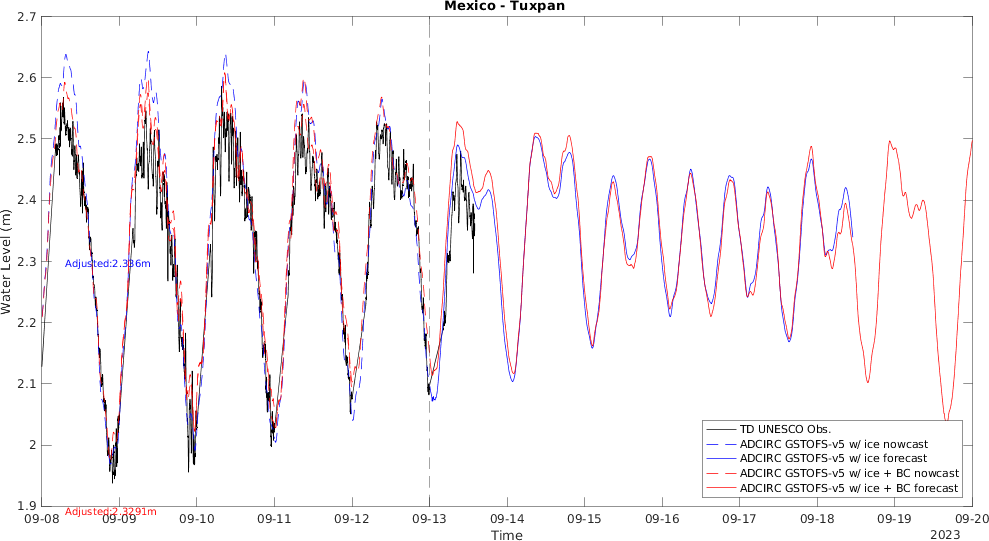 Mexico - Tuxpan
2.7
2.6
2.5
2.4
2.3
2.2
2.1
2
1.9
Water Level (m)
Adjusted:2.336m
Adjusted:2.3291m
TD UNESCO Obs.
ADCIRC GSTOFS-v5 w/ ice nowcast
ADCIRC GSTOFS-v5 w/ ice forecast
ADCIRC GSTOFS-v5 w/ ice + BC nowcast
ADCIRC GSTOFS-v5 w/ ice + BC forecast
09-08 09-09 09-10 09-11 09-12 09-13 09-14 09-15 09-16 09-17 09-18 09-19 09-20
Time
2023